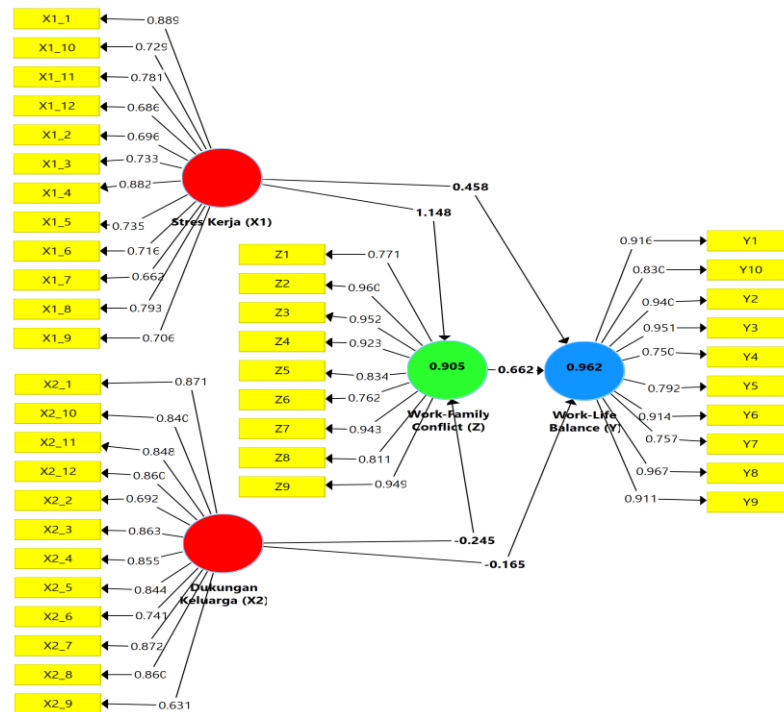 X1_1
0.889
X1_10
0.729
X1_11
0.781
X1_12
0.686
X1_2
0.696
X1_3
0.733
X1_4
0.882
X1_5
0.735
X1_6
0.716
X1_7
0.662
X1_8
0.793
X1_9
0.706
Stres Kerja (X1)
0.458
1.148
X2_1
0.871
X2_10
0.840
X2_11
0.848
X2_12
0.860
X2_2
0.692
X2_3
0.863
X2_4
0.855
X2_5
0.844
X2_6
0.741
X2_7
0.872
X2_8
0.860
X2_9
0.631
Dukungan
Keluarga (X2)
-0.245
-0.165
Z1
0.771
Z2
0.960
Z3
0.952
Z4
0.923
Z5
0.834
Z6
0.762
Z7
0.943
Z8
0.811
Z9
0.949
0.905
Work-Family
Conflict (Z)
0.662
0.962
Work-Life
Balance (Y)
0.916
Y1
0.830
Y10
0.940
Y2
0.951
Y3
0.750
Y4
0.792
Y5
0.914
Y6
0.757
Y7
0.967
Y8
0.911
Y9